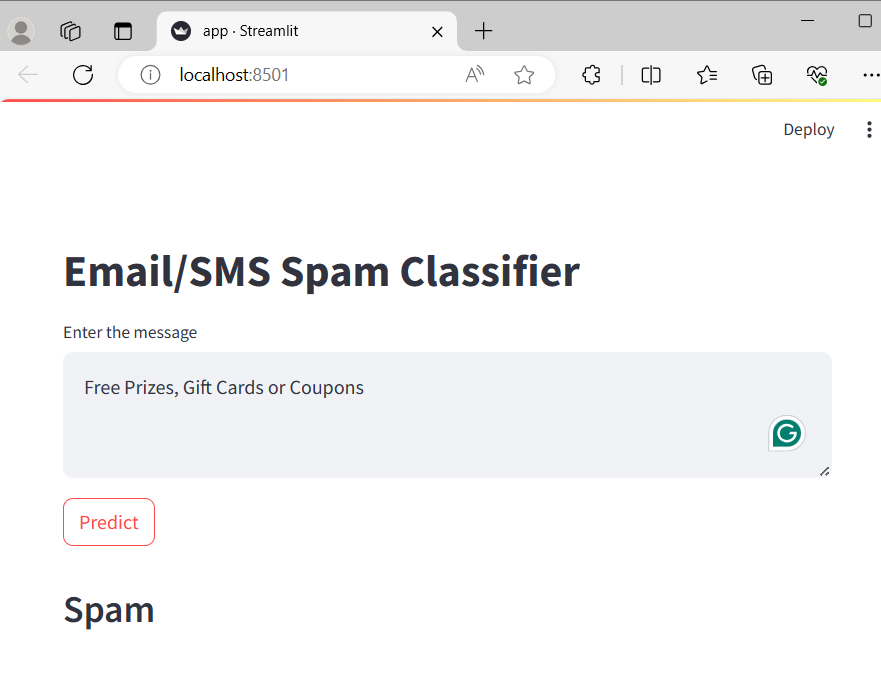 app · Streamlit
localhost:8501
Deploy
Email/SMS Spam Classifier
Enter the message
Free Prizes, Gift Cards or Coupons
Predict
Spam